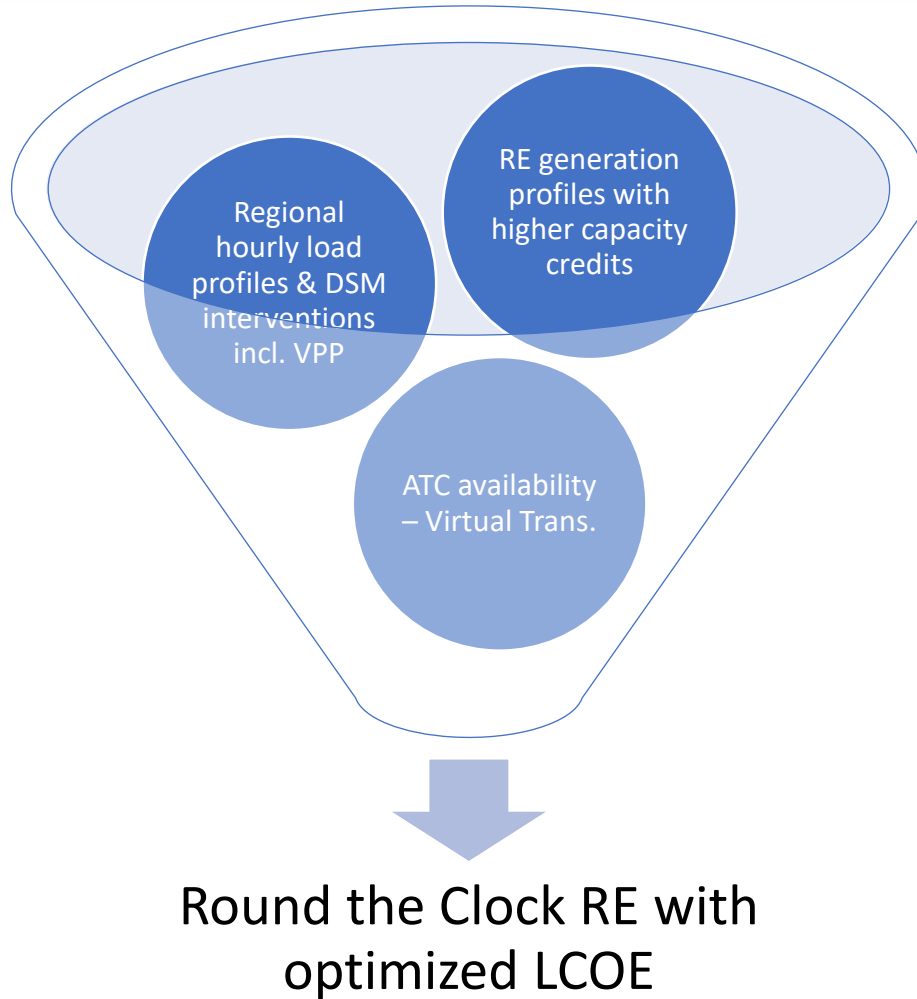 Regional
hourly load
profiles & DSM
interventions
incl. VPP
RE generation
profiles with
higher capacity
credits
ATC availability
– Virtual Trans.
Round the Clock RE with
optimized LCOE